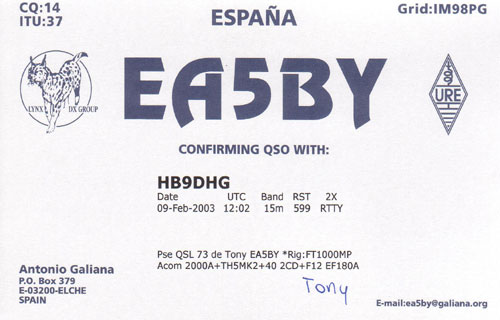 CQ:14
ITU:37
ESPAÑA
Grid:IM98PG
LYNX DX GROUP
EA5BY
URE
CONFIRMING QSO WITH:
HB9DHG
Date UTC Band RST 2X
09-Feb-2003 12:02 15m 599 RTTY
Pse QSL 73 de Tony EA5BY *Rig:FT1000MP
Acom 2000A+TH5MK2+40 2CD+F12 EF180A
Tony
Antonio Galiana
P.O. Box 379
E-03200-ELCHE
SPAIN
E-mail:ea5by@galiana.org